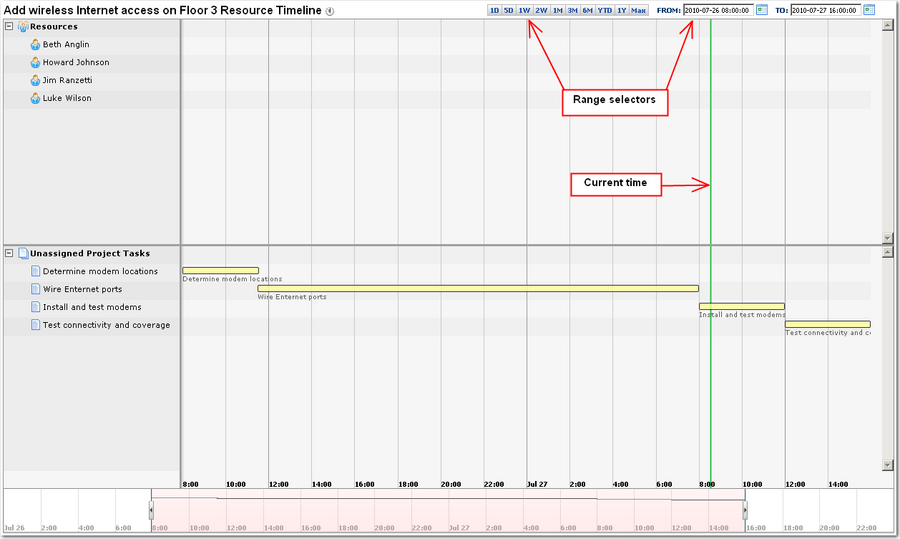 Add wireless Internet access on Floor 3 Resource Timeline
1D 5D 1W 2W 1M 3M 6M YTD 1Y Max
FROM: 2010-07-26 08:00:00 TO: 2010-07-27 16:00:00
Resources
Beth Anglin
Howard Johnson
Jim Ranzetti
Luke Wilson
Range selectors
Current time
Unassigned Project Tasks
Determine modem locations
Determine modem locations
Wire Enternet ports
Wire Enternet ports
Install and test modems
Install and test modems
Test connectivity and coverage
Test connectivity and c
8:00 10:00 12:00 14:00 16:00 18:00 20:00 22:00 Jul 27 2:00 4:00 6:00 8:00 10:00 12:00 14:00
Jul 26 2:00 4:00 6:00 8:00 10:00 12:00 14:00 16:00 18:00 20:00 22:00 Jul 27 2:00 4:00 6:00 8:00 10:00 12:00 14:00 16:00 18:00 20:00 22:00